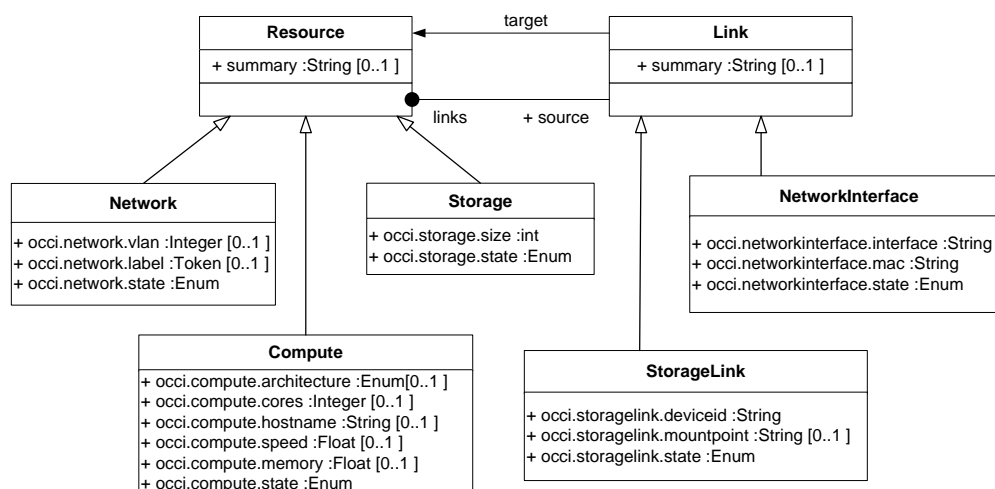 target
Resource
+ summary :String [0..1 ]
Link
+ summary :String [0..1 ]
links
+ source
Network
+ occi.network.vlan :Integer [0..1 ]
+ occi.network.label :Token [0..1 ]
+ occi.network.state :Enum
Storage
+ occi.storage.size :int
+ occi.storage.state :Enum
NetworkInterface
+ occi.networkinterface.interface :String
+ occi.networkinterface.mac :String
+ occi.networkinterface.state :Enum
Compute
+ occi.compute.architecture :Enum[0..1 ]
+ occi.compute.cores :Integer [0..1 ]
+ occi.compute.hostname :String [0..1 ]
+ occi.compute.speed :Float [0..1 ]
+ occi.compute.memory :Float [0..1 ]
+ occi.compute.state :Enum
StorageLink
+ occi.storagelink.deviceid :String
+ occi.storagelink.mountpoint :String [0..1 ]
+ occi.storagelink.state :Enum